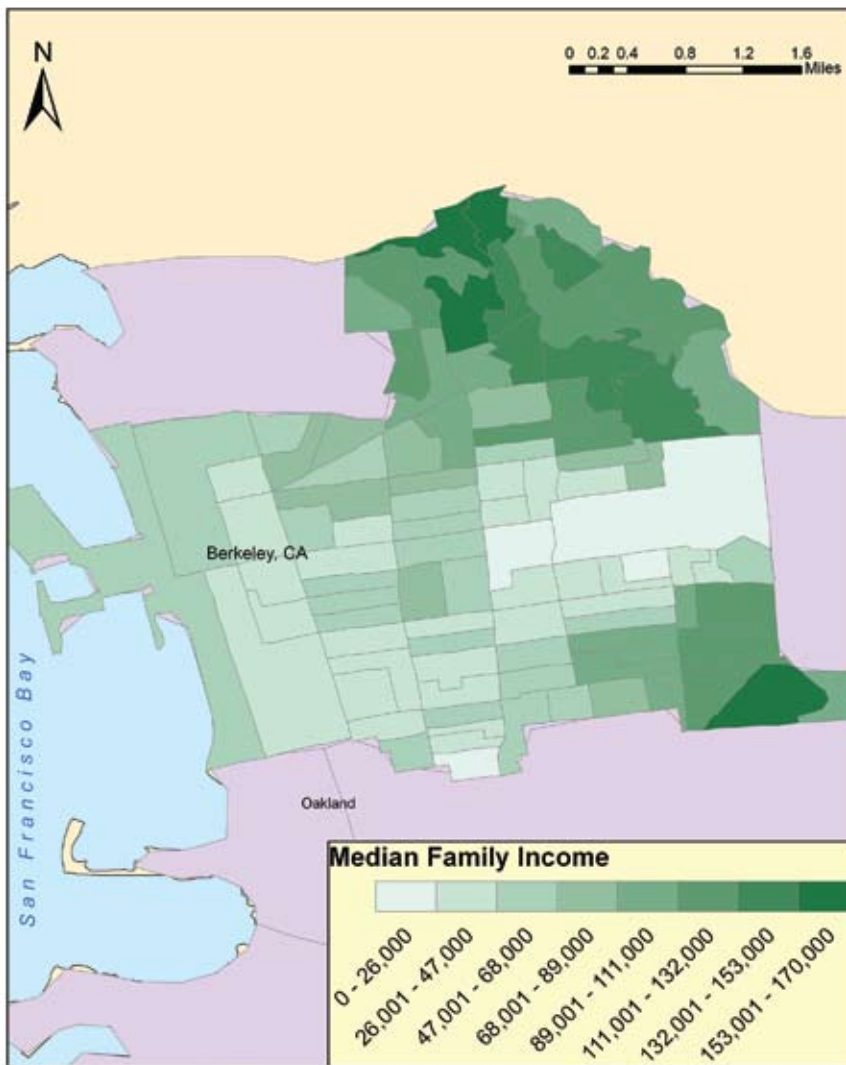 N
0 0.2 0.4 0.8 1.2 1.6
Miles
Berkeley, CA
San Francisco Bay
Oakland
Median Family Income
0 - 26,000
26,001 - 47,000
47,001 - 68,000
68,001 - 89,000
89,001 - 111,000
111,001 - 132,000
132,001 - 153,000
153,001 - 170,000